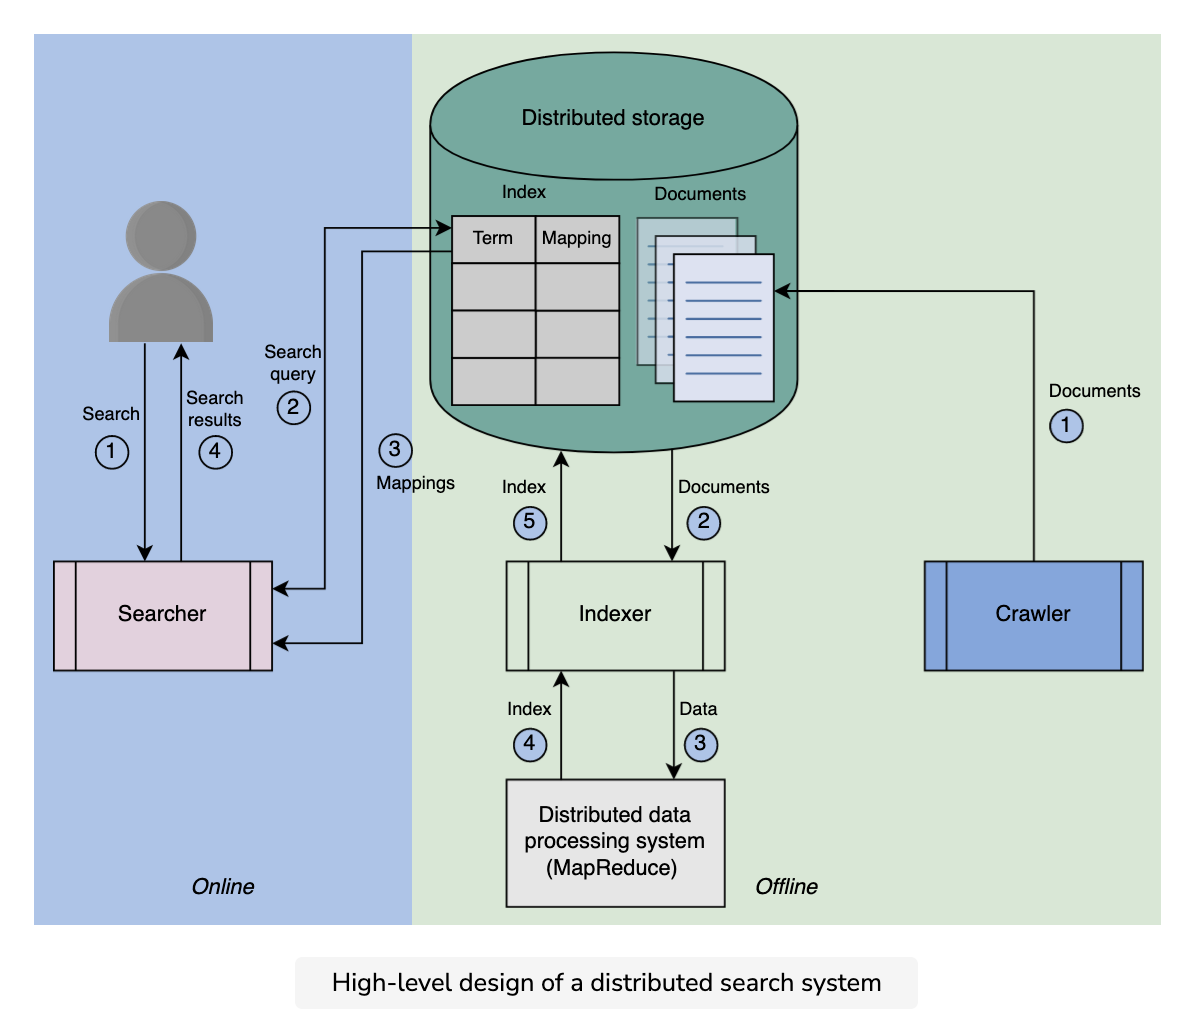 Distributed storage
Index
Documents
Term
Mapping
Search
query
2
Search
1
Search
results
4
3
Mappings
Documents
1
Index
5
Documents
2
Searcher
Indexer
Crawler
Index
4
Data
3
Distributed data
processing system
(MapReduce)
Online
Offline
High-level design of a distributed search system